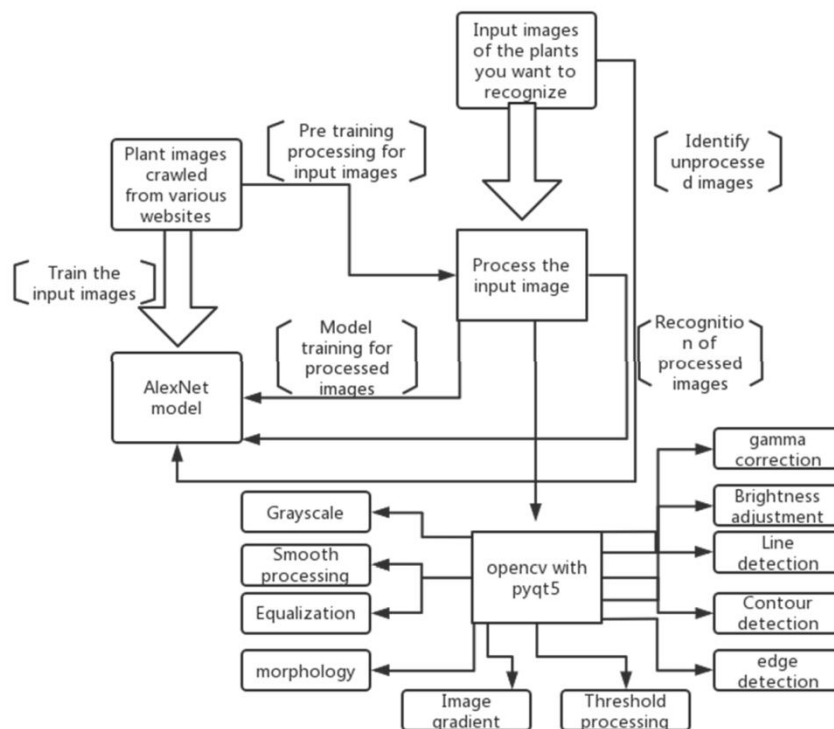 Input images
of the plants
you want to
recognize
Pre training
processing for
input images
Identify
unprocesse
d images
Plant images
crawled
from various
websites
Train the
input images
Process the
input image
Model
training for
processed
images
Recognitio
n of
processed
images
AlexNet
model
gamma
correction
Grayscale
Brightness
adjustment
Smooth
processing
opencv with
pyqt5
Line
detection
Equalization
Contour
detection
morphology
edge
detection
Image
gradient
Threshold
processing